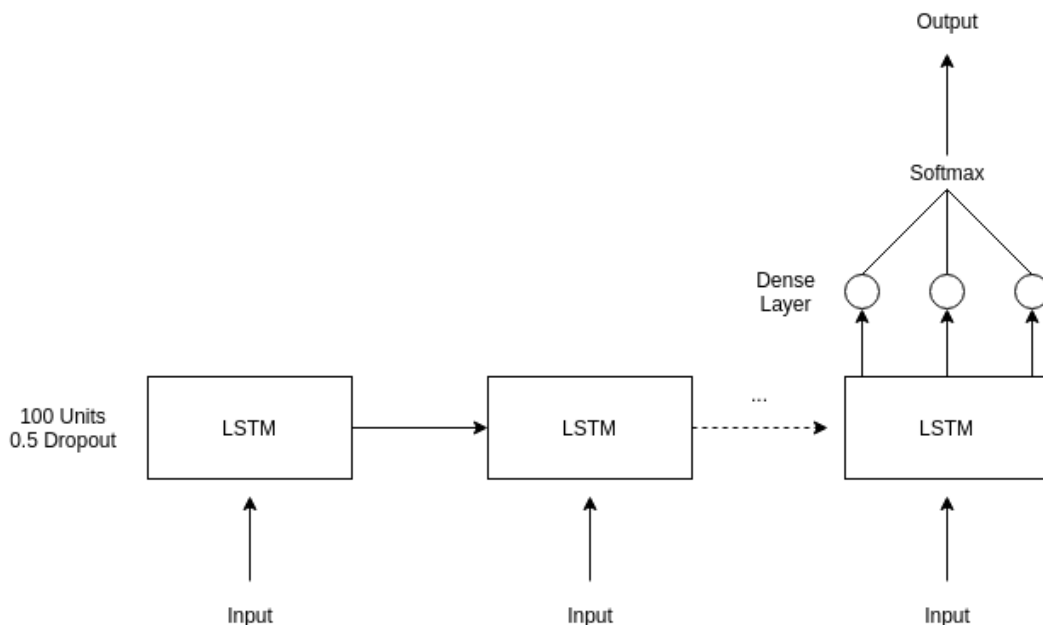 Output
Softmax
Dense
Layer
...
100 Units
0.5 Dropout
LSTM
LSTM
LSTM
Input
Input
Input